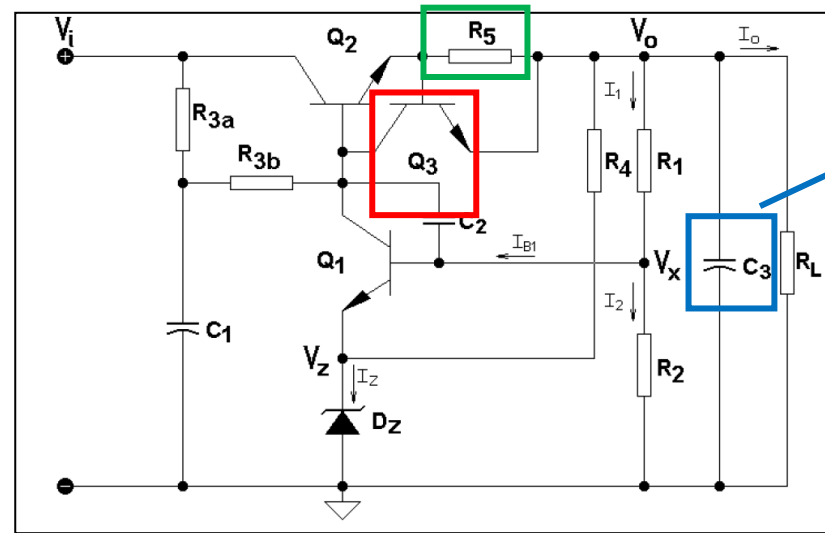 Vi
Q2
R5
Vo
Io
R3a
I1
R3b
Q3
R4
R1
C2
Q1
IB1
Vx
C3
RL
I2
C1
Vz
IZ
R2
DZ